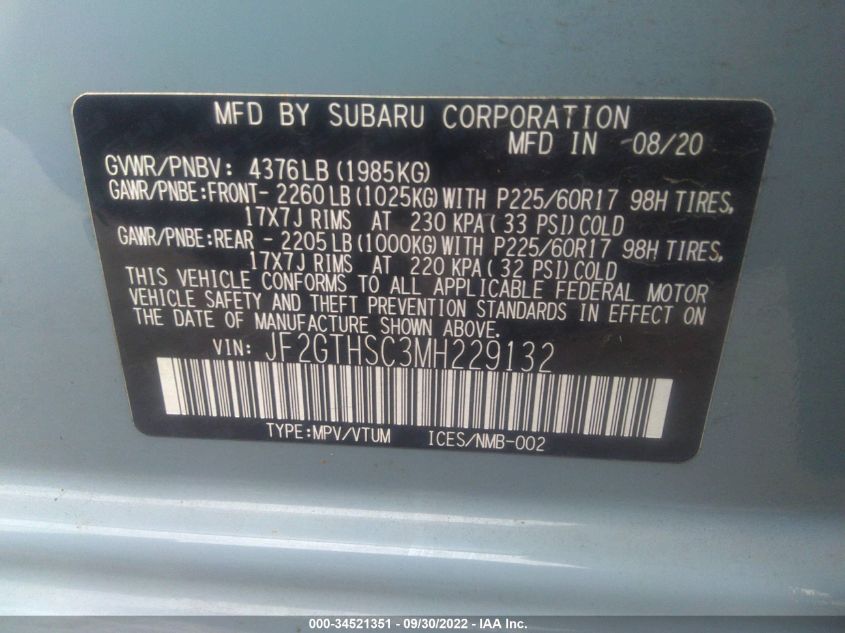 MFD BY SUBARU CORPORATION
MFD IN 08/20
GVWR/PNBV: 4376LB (1985KG)
GAWR/PNBE:FRONT- 2260LB (1025KG) WITH P225/60R17 98H TIRES,
17X7J RIMS AT 230 KPA ( 33 PSI) COLD
GAWR/PNBE:REAR - 2205LB (1000KG) WITH P225/60R17 98H TIRES,
17X7J RIMS AT 220 KPA ( 32 PSI) COLD
THIS VEHICLE CONFORMS TO ALL APPLICABLE FEDERAL MOTOR
VEHICLE SAFETY AND THEFT PREVENTION STANDARDS IN EFFECT ON
THE DATE OF MANUFACTURE SHOWN ABOVE.
VIN: JF2GTHSC3MH229132
TYPE:MPV/VTUM ICES/NMB-002
000-34521351 - 09/30/2022 - 1000027527.